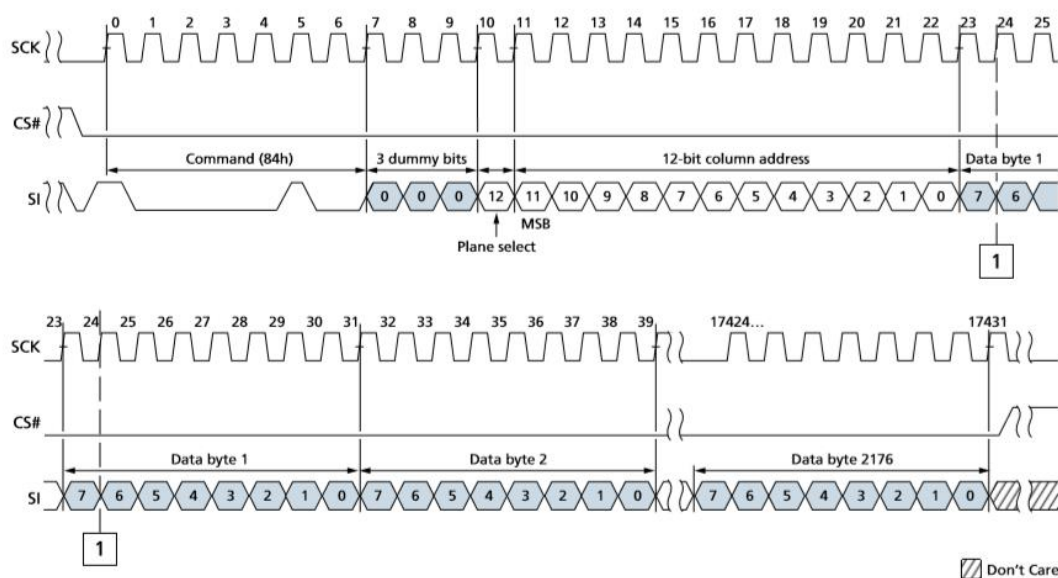 0 1 2 3 4 5 6 7 8 9 10 11 12 13 14 15 16 17 18 19 20 21 22 23 24 25
SCK
CS#
Command (84h) 3 dummy bits 12-bit column address Data byte 1
SI 0 0 0 12 11 10 9 8 7 6 5 4 3 2 1 0 7 6
MSB
Plane select
1
23 24 25 26 27 28 29 30 31 32 33 34 35 36 37 38 39 17424... 17431
SCK
CS#
Data byte 1 Data byte 2 Data byte 2176
SI 7 6 5 4 3 2 1 0 7 6 5 4 3 2 1 0 7 6 5 4 3 2 1 0
1
Don't Care